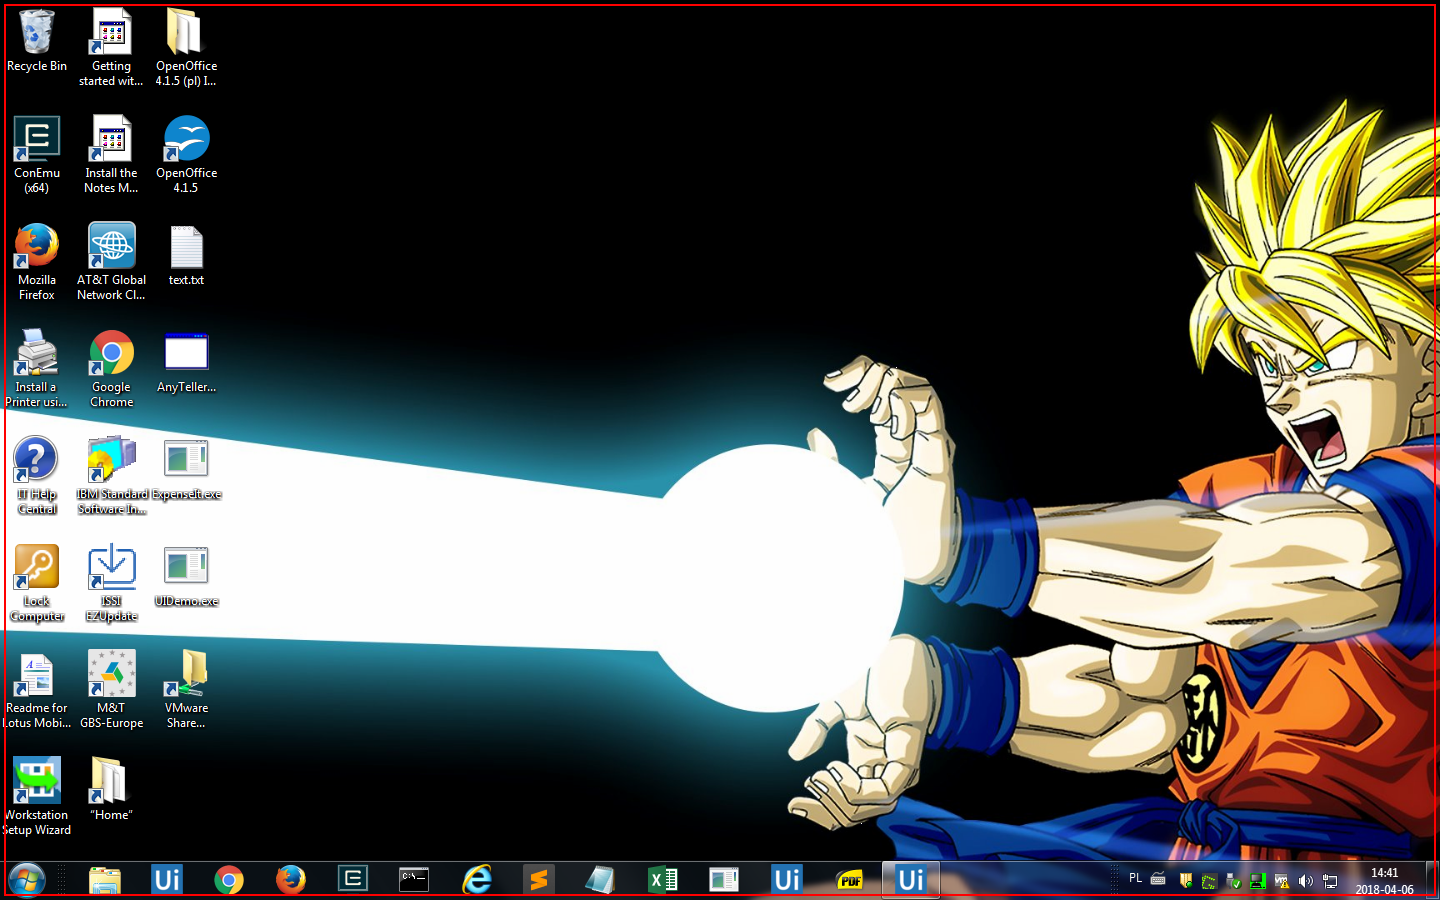 Recycle Bin
Getting
started wit...
OpenOffice
4.1.5 (pl) I...
ConEmu
(x64)
Install the
Notes M...
OpenOffice
4.1.5
Mozilla
Firefox
AT&T Global
Network Cl...
text.txt
Install a
Printer usi...
Google
Chrome
AnyTeller...
IT Help
Central
IBM Standard
Software In...
ExpenseIt.exe
Lock
Computer
ISSI
EZUpdate
UIDemo.exe
Readme for
Lotus Mobi...
M&T
GBS-Europe
VMware
Share...
Workstation
Setup Wizard
“Home”
Ui
C:\
Ui
PDF
Ui
PL
14:41
2018-04-06